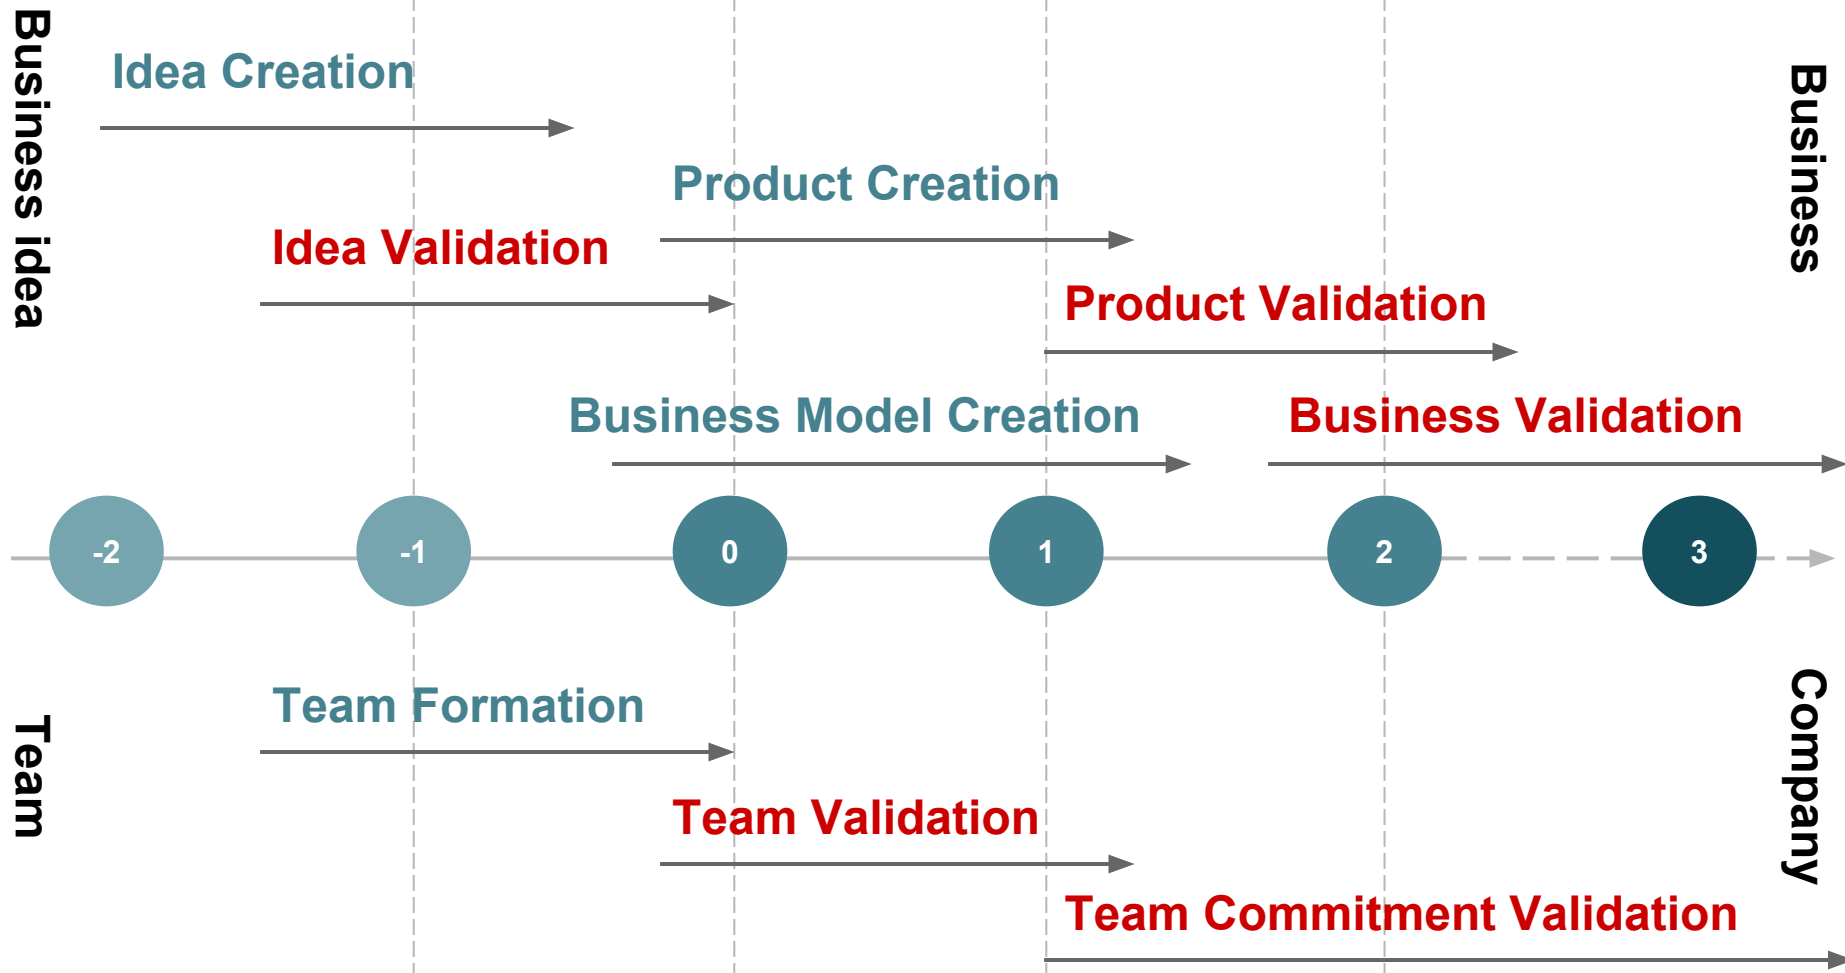 Business idea
Business
Idea Creation
Product Creation
Idea Validation
Product Validation
Business Model Creation
Business Validation
-2
-1
0
1
2
3
Team
Company
Team Formation
Team Validation
Team Commitment Validation